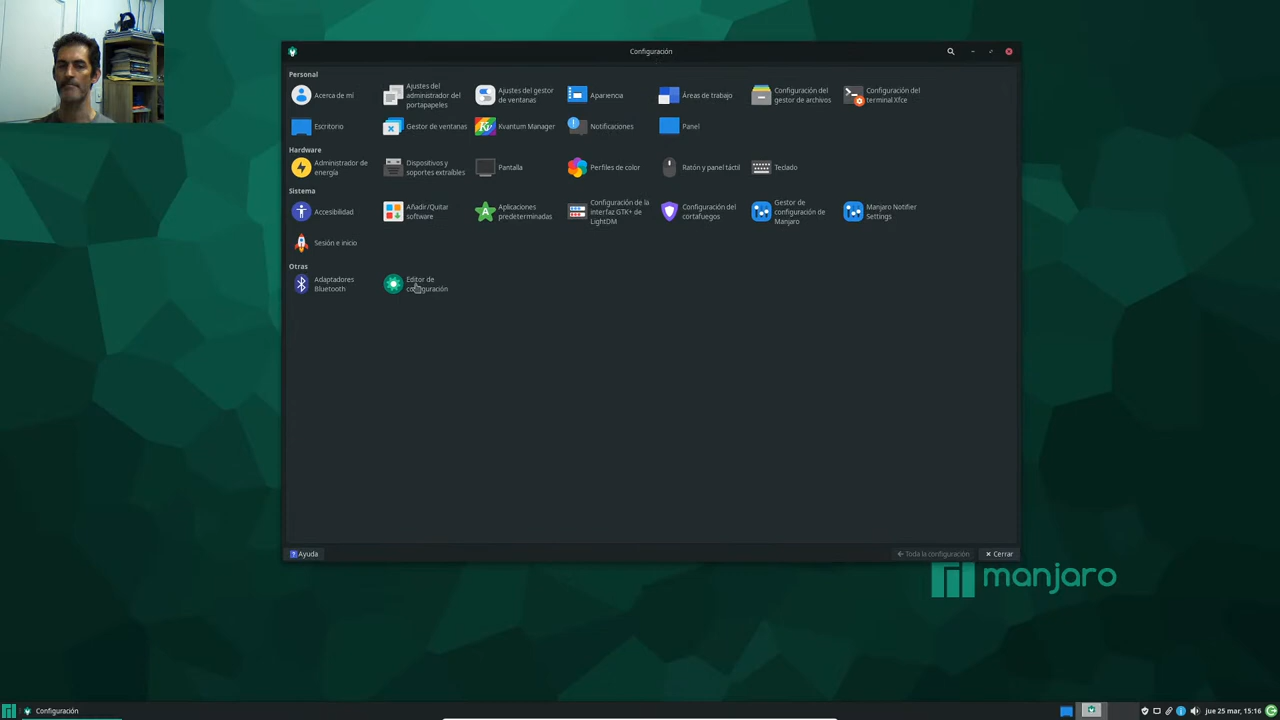 Configuración
Personal
Acerca de mí
Ajustes del
administrador del
portapapeles
Ajustes del gestor
de ventanas
Apariencia
Áreas de trabajo
Configuración del
gestor de archivos
Configuración del
terminal Xfce
Escritorio
Gestor de ventanas
Kvantum Manager
Notificaciones
Panel
Hardware
Administrador de
energía
Dispositivos y
soportes extraíbles
Pantalla
Perfiles de color
Ratón y panel táctil
Teclado
Sistema
Accesibilidad
Añadir/Quitar
software
Aplicaciones
predeterminadas
Configuración de la
interfaz GTK+ de
LightDM
Configuración del
cortafuegos
Gestor de
configuración de
Manjaro
Manjaro Notifier
Settings
Sesión e inicio
Otras
Adaptadores
Bluetooth
Editor de
configuración
Ayuda
Toda la configuración
Cerrar
manjaro
Configuración
jue 25 mar, 15:16